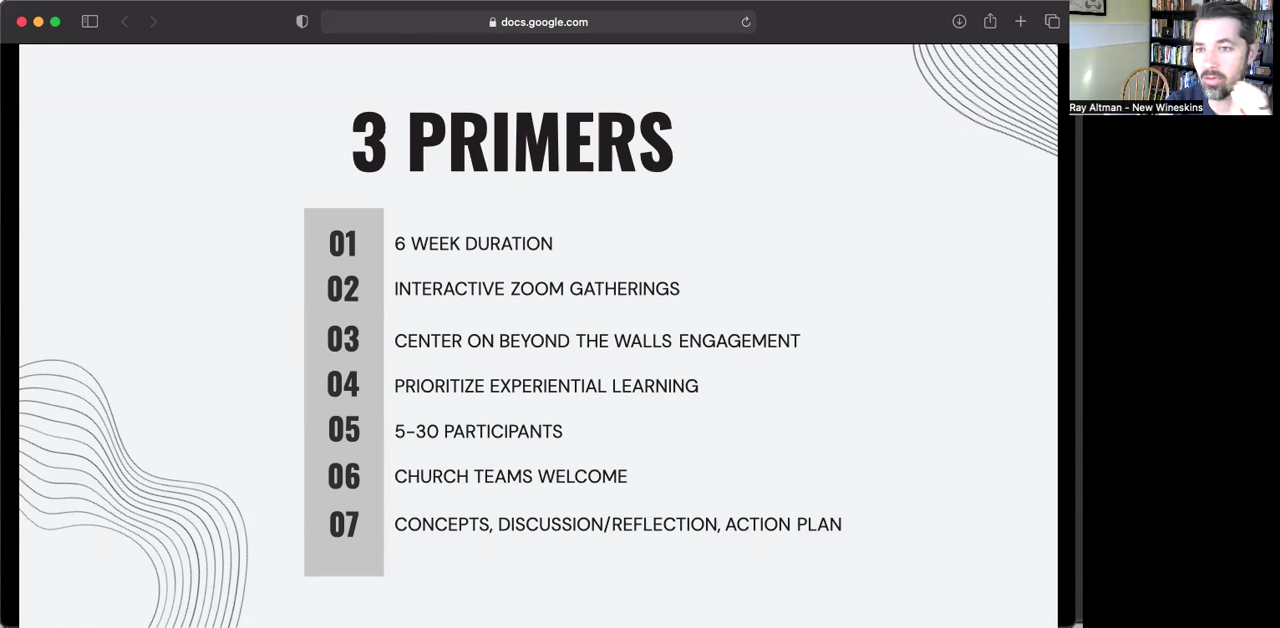 docs.google.com
Ray Altman - New Wineskins
3 PRIMERS
01 6 WEEK DURATION
02 INTERACTIVE ZOOM GATHERINGS
03 CENTER ON BEYOND THE WALLS ENGAGEMENT
04 PRIORITIZE EXPERIENTIAL LEARNING
05 5-30 PARTICIPANTS
06 CHURCH TEAMS WELCOME
07 CONCEPTS, DISCUSSION/REFLECTION, ACTION PLAN